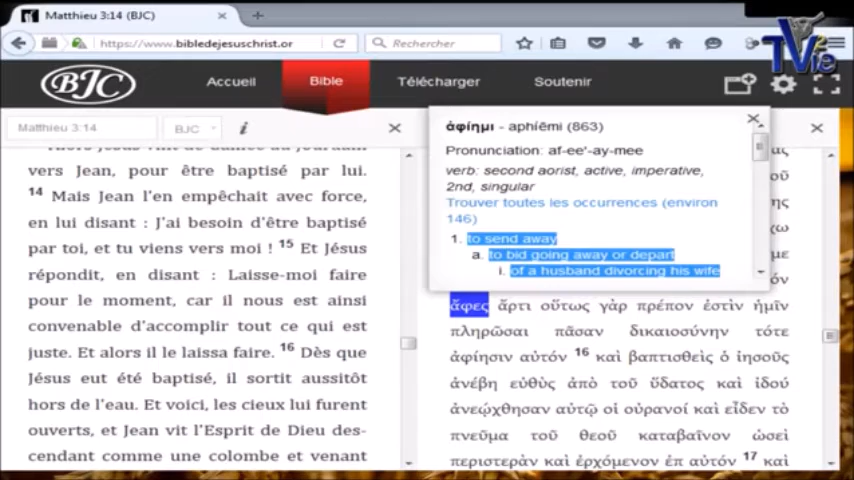 Matthieu 3:14 (BJC)
https://www.bibledejesuschrist.or
Rechercher
TV2Vie
BJC
Accueil
Bible
Télécharger
Soutenir
Matthieu 3:14
BJC
vers Jean, pour être baptisé par lui.
14 Mais Jean l'en empêchait avec force,
en lui disant : J'ai besoin d'être baptisé
par toi, et tu viens vers moi ! 15 Et Jésus
répondit, en disant : Laisse-moi faire
pour le moment, car il nous est ainsi
convenable d'accomplir tout ce qui est
juste. Et alors il le laissa faire. 16 Dès que
Jésus eut été baptisé, il sortit aussitôt
hors de l'eau. Et voici, les cieux lui furent
ouverts, et Jean vit l'Esprit de Dieu des-
cendant comme une colombe et venant
ἀφίημι - aphíēmi (863)
Pronunciation: af-ee'-ay-mee
verb: second aorist, active, imperative,
2nd, singular
Trouver toutes les occurrences (environ
146)
1. to send away
a. to bid going away or depart
i. of a husband divorcing his wife
ἄφες ἄρτι οὕτως γὰρ πρέπον ἐστὶν ἡμῖν
πληρῶσαι πᾶσαν δικαιοσύνην τότε
ἀφίησιν αὐτόν 16 καὶ βαπτισθεὶς ὁ ἰησοῦς
ἀνέβη εὐθὺς ἀπὸ τοῦ ὕδατος καὶ ἰδού
ἀνεῴχθησαν αὐτῷ οἱ οὐρανοί καὶ εἶδεν τὸ
πνεῦμα τοῦ θεοῦ καταβαῖνον ὡσεὶ
περιστερὰν καὶ ἐρχόμενον ἐπ αὐτόν 17 καὶ